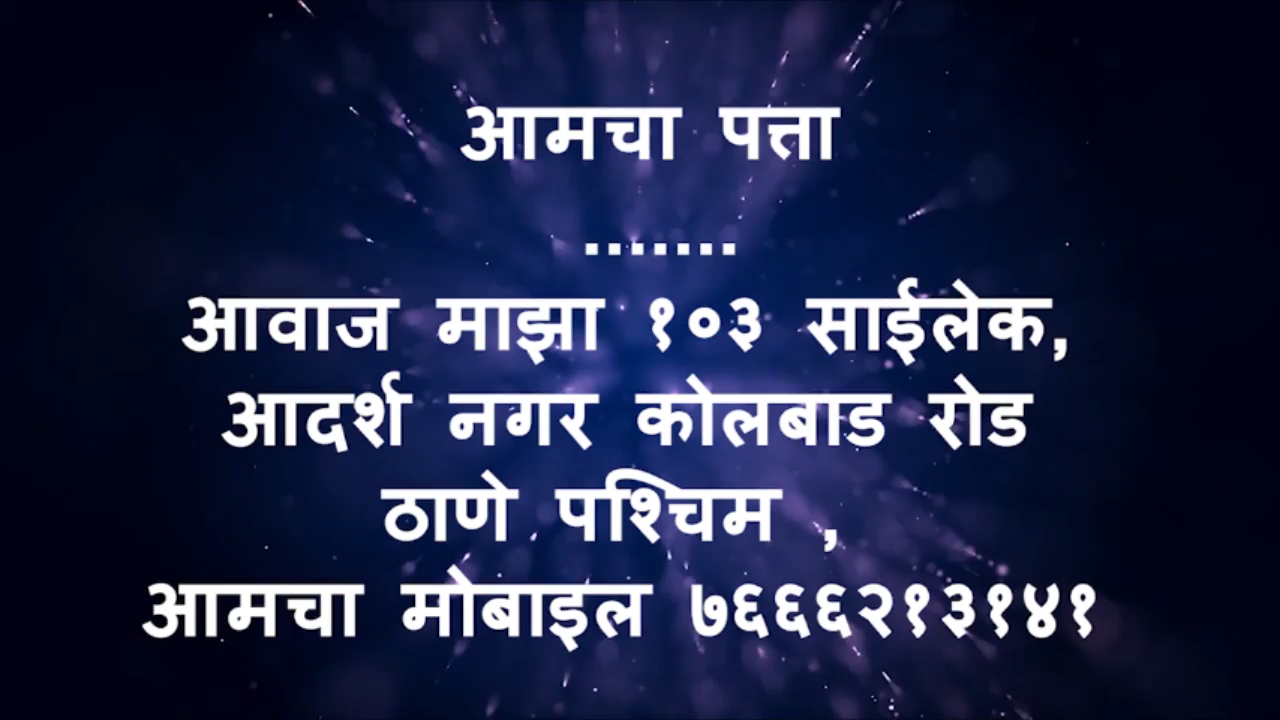 आमचा पत्ता
.......
आवाज माझा १०३ साईलेक,
आदर्श नगर कोलबाड रोड
ठाणे पश्चिम ,
आमचा मोबाइल ७६६६२१३१४१